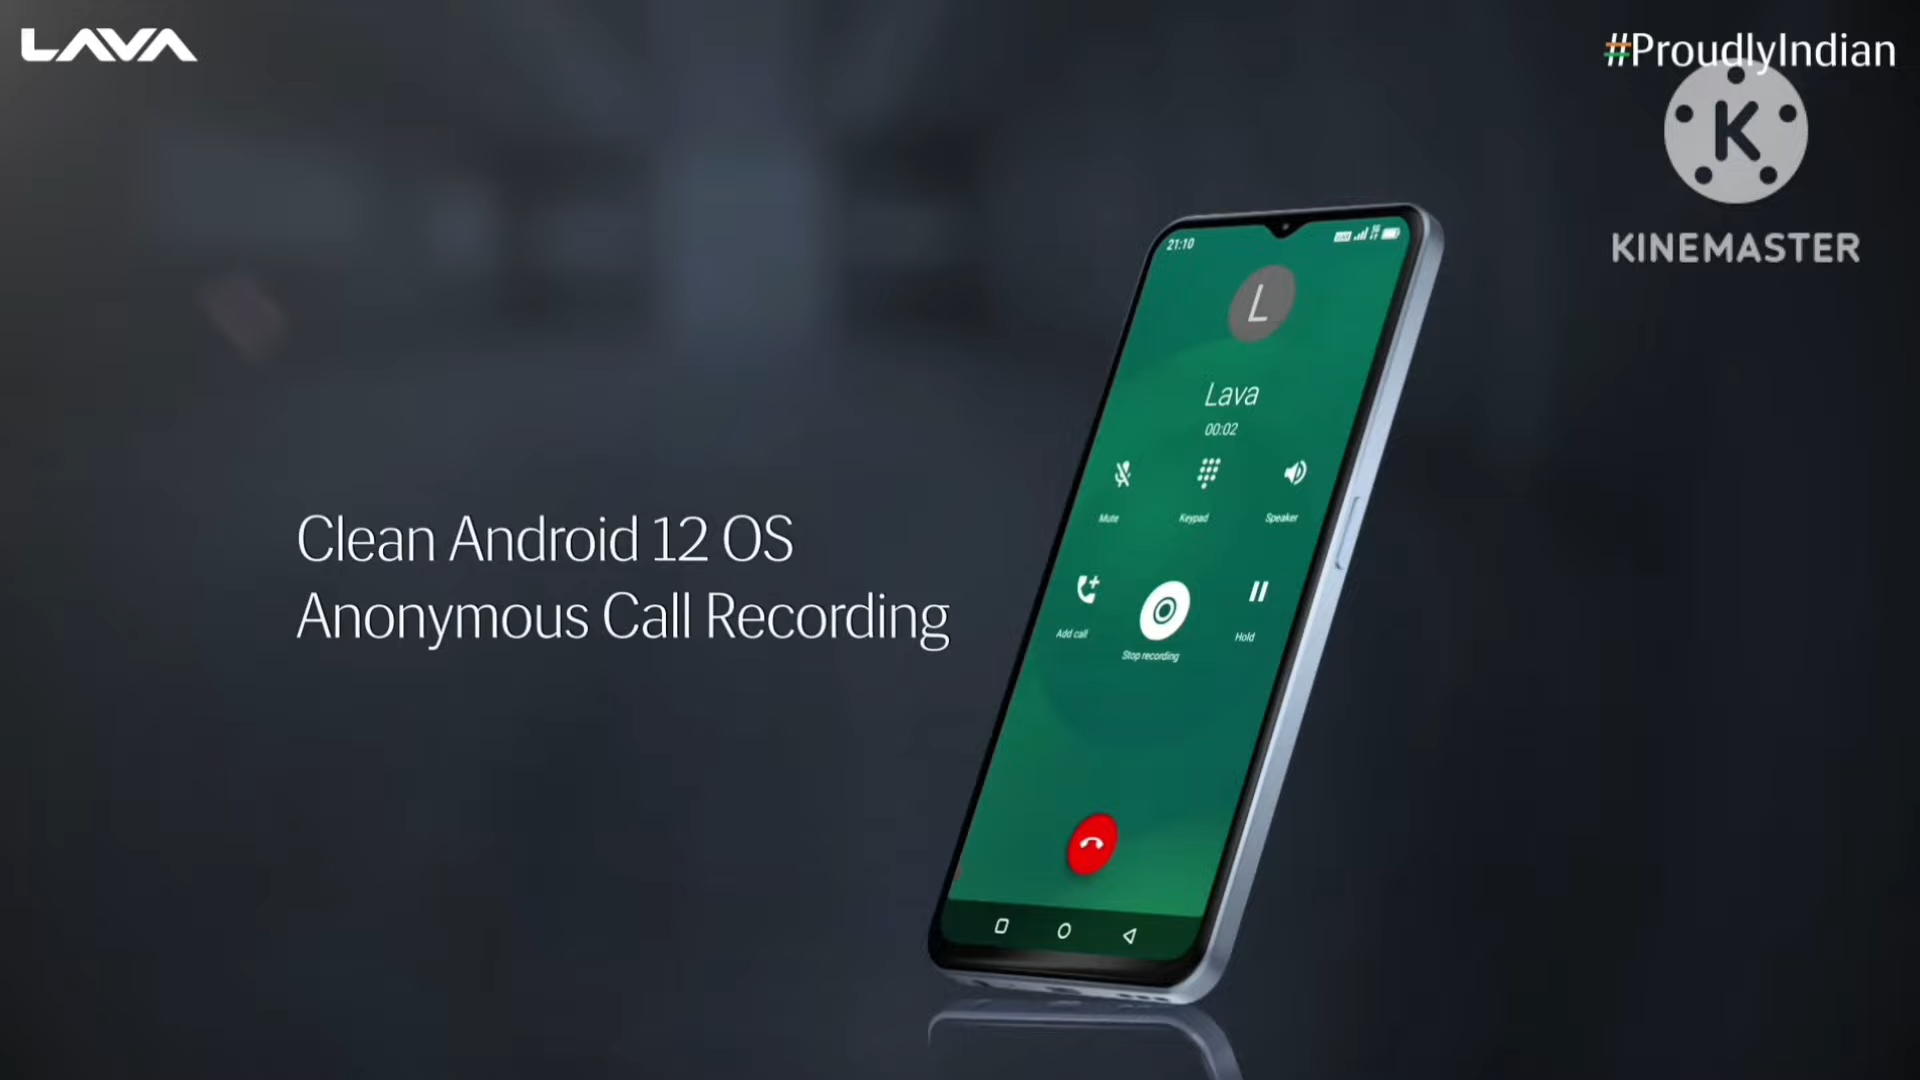 LAVA
#ProudlyIndian
K
KINEMASTER
21:10
L
Lava
00:02
Mute
Keypad
Speaker
Clean Android 12 OS
Anonymous Call Recording
Add call
Stop recording
Hold